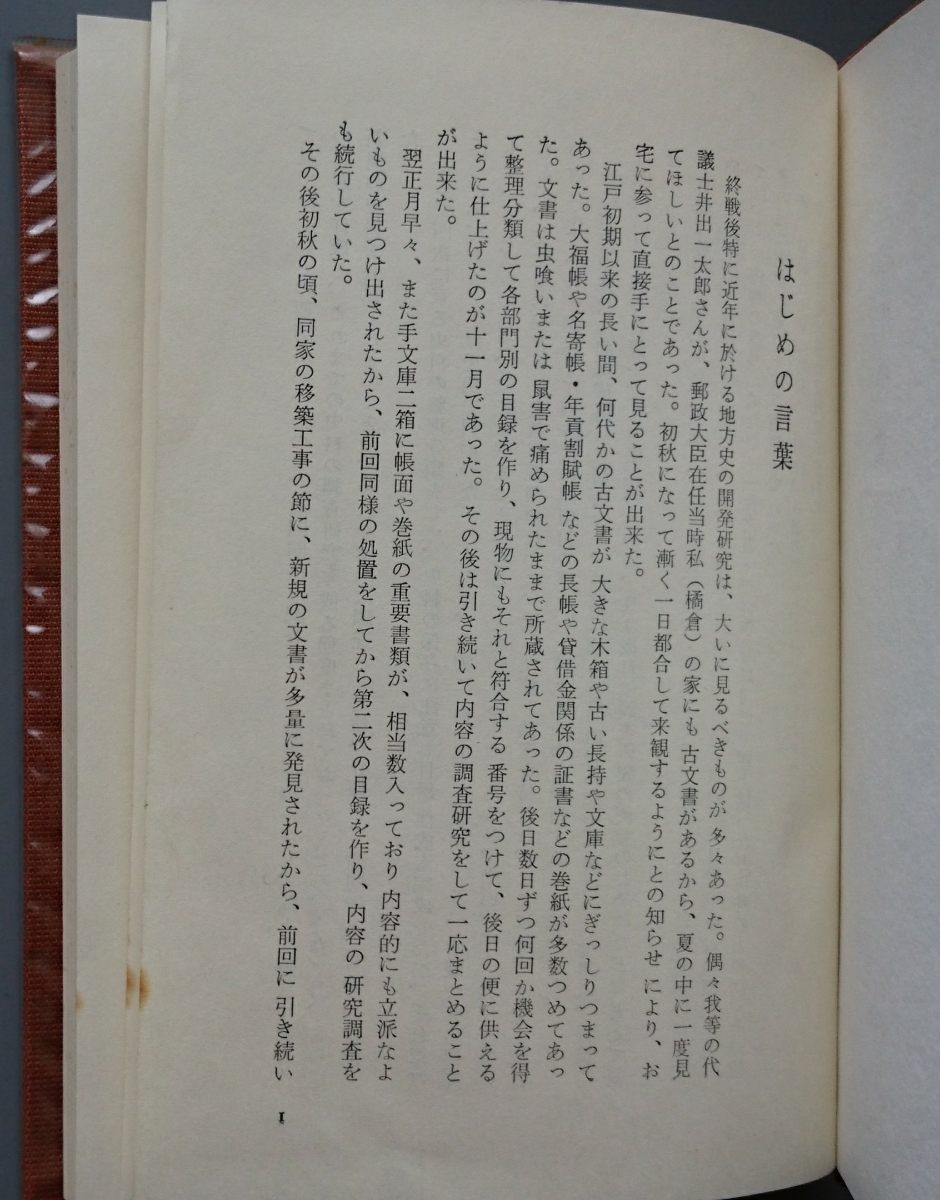 はじめの言葉
終戦後特に近年に於ける地方史の開発研究は、大いに見るべきものが多々あった。偶々我等の代
議士井出一太郎さんが、郵政大臣在任当時私（橘倉）の家にも古文書があるから、夏の中に一度見
てほしいとのことであった。初秋になって漸く一日都合して来観するようにとの知らせにより、お
宅に参って直接手にとって見ることが出来た。
江戸初期以来の長い間、何代かの古文書が大きな木箱や古い長持や文庫などにぎっしりつまって
あった。大福帳や名寄帳・年貢割賦帳などの長帳や貸借金関係の証書などの巻紙が多数つめてあっ
た。文書は虫喰いまたは鼠害で痛められたままで所蔵されてあった。後日数日ずつ何回か機会を得
て整理分類して各部門別の目録を作り、現物にもそれと符合する番号をつけて、後日の便に供える
ように仕上げたのが十一月であった。その後は引き続いて内容の調査研究をして一応まとめること
が出来た。
翌正月早々、また手文庫二箱に帳面や巻紙の重要書類が、相当数入っており内容的にも立派なよ
いものを見つけ出されたから、前回同様の処置をしてから第二次の目録を作り、内容の研究調査を
も続行していた。
その後初秋の頃、同家の移築工事の節に、新規の文書が多量に発見されたから、前回に引き続い
1